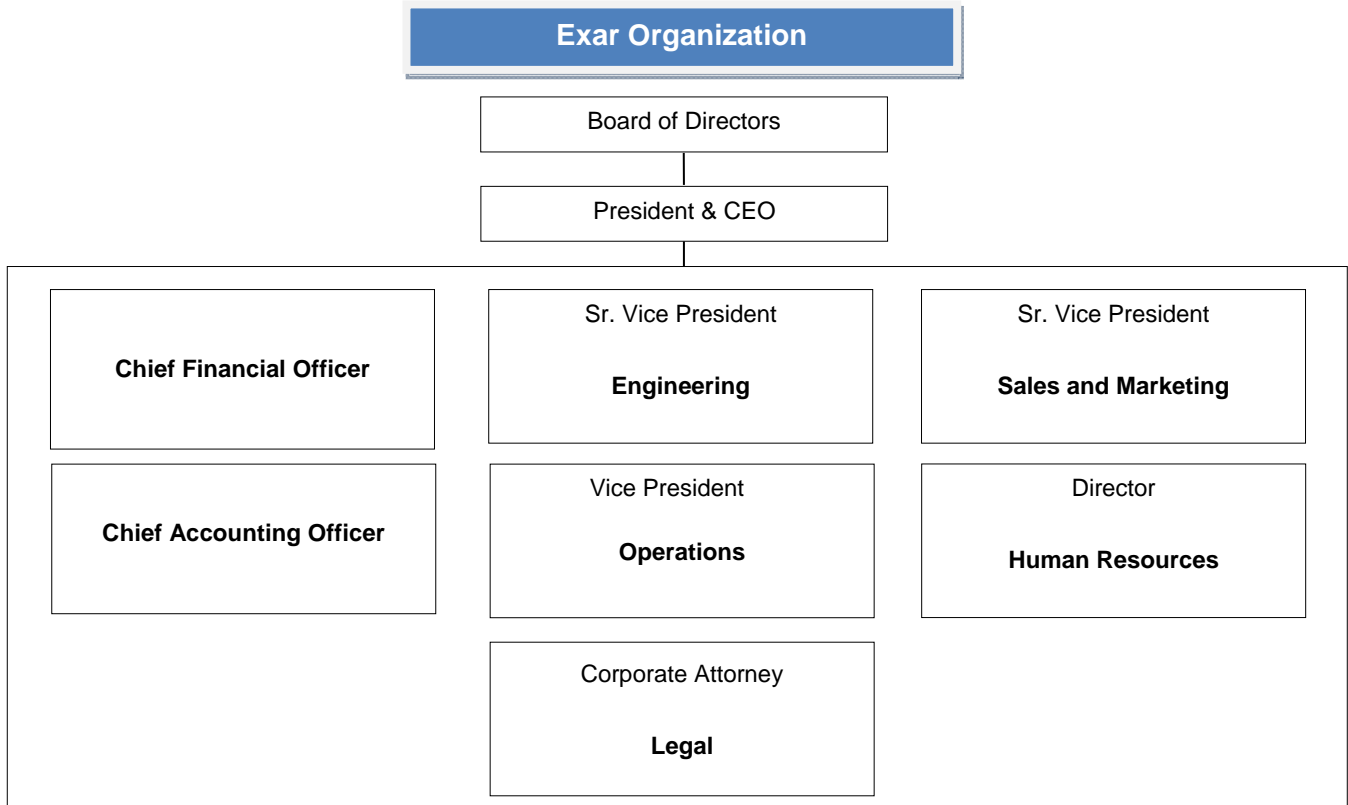 Exar Organization
Board of Directors
President & CEO
Chief Financial Officer
Sr. Vice President
Engineering
Sr. Vice President
Sales and Marketing
Chief Accounting Officer
Vice President
Operations
Director
Human Resources
Corporate Attorney
Legal